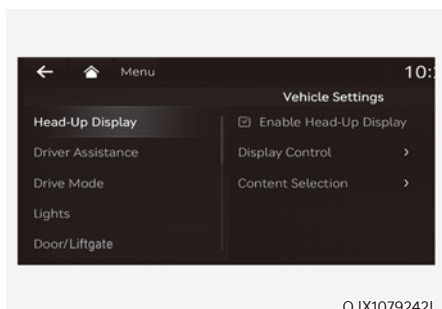 Menu 10:
Vehicle Settings
Head-Up Display Enable Head-Up Display
Driver Assistance Display Control
Drive Mode Content Selection
Lights
Door/Liftgate